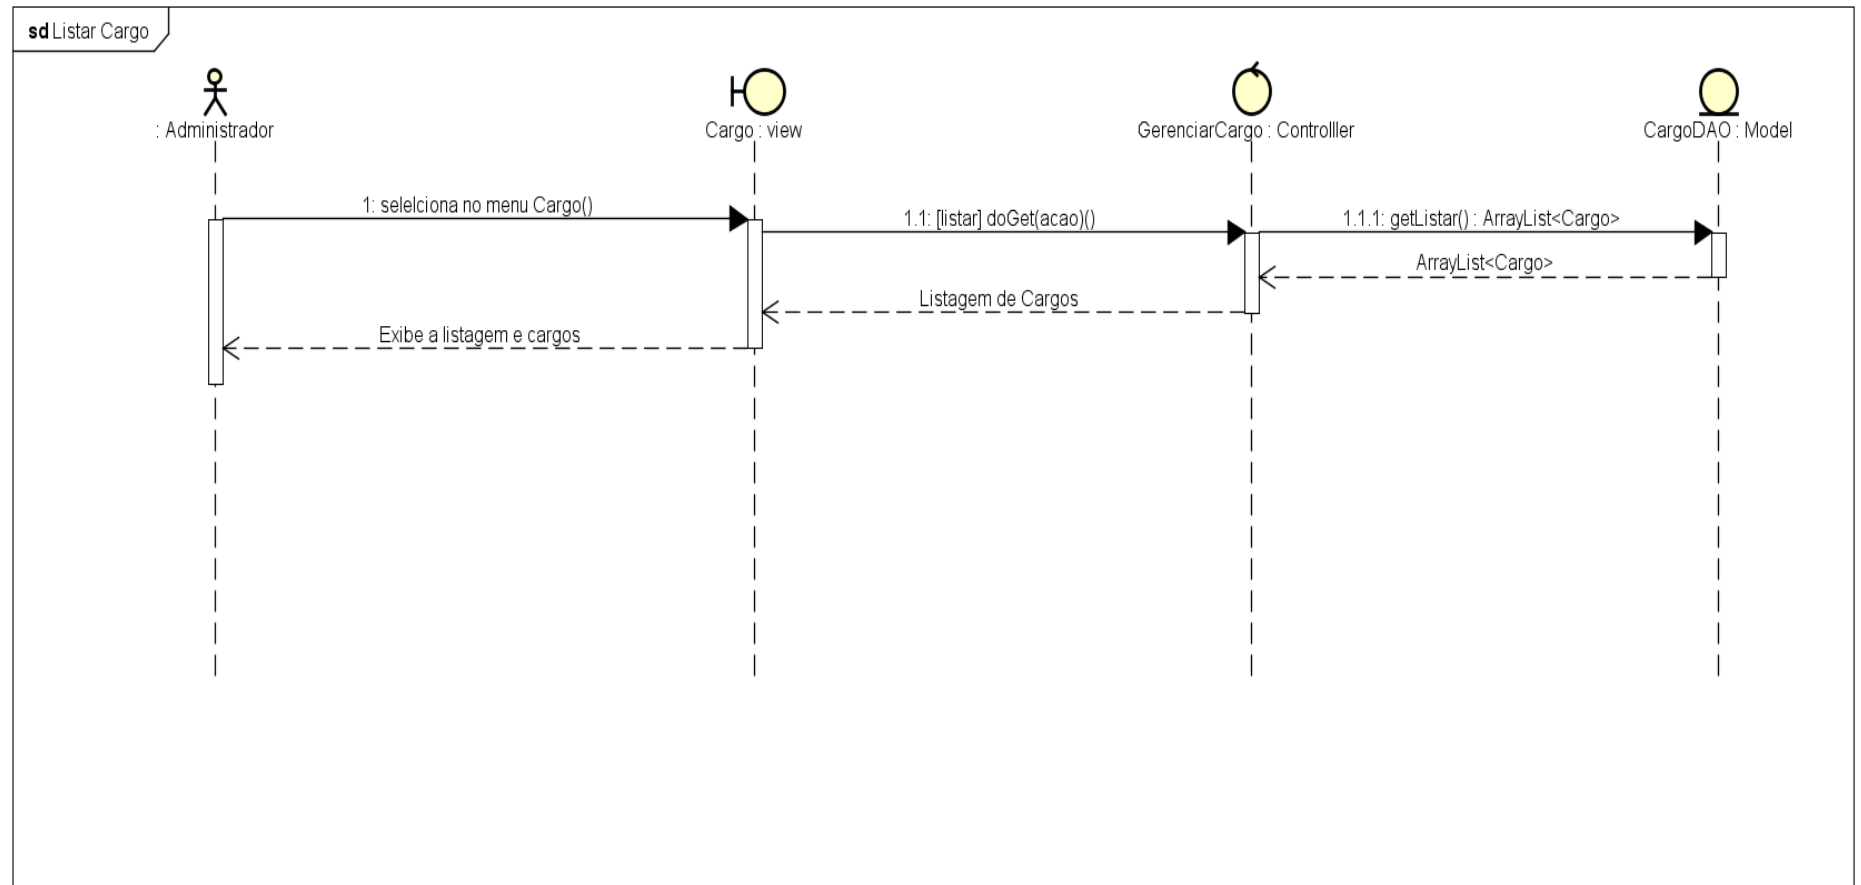 sd Listar Cargo
: Administrador
Cargo : view
GerenciarCargo : Controlller
CargoDAO : Model
1: selelciona no menu Cargo()
1.1: [listar] doGet(acao)()
1.1.1: getListar() : ArrayList<Cargo>
ArrayList<Cargo>
Listagem de Cargos
Exibe a listagem e cargos